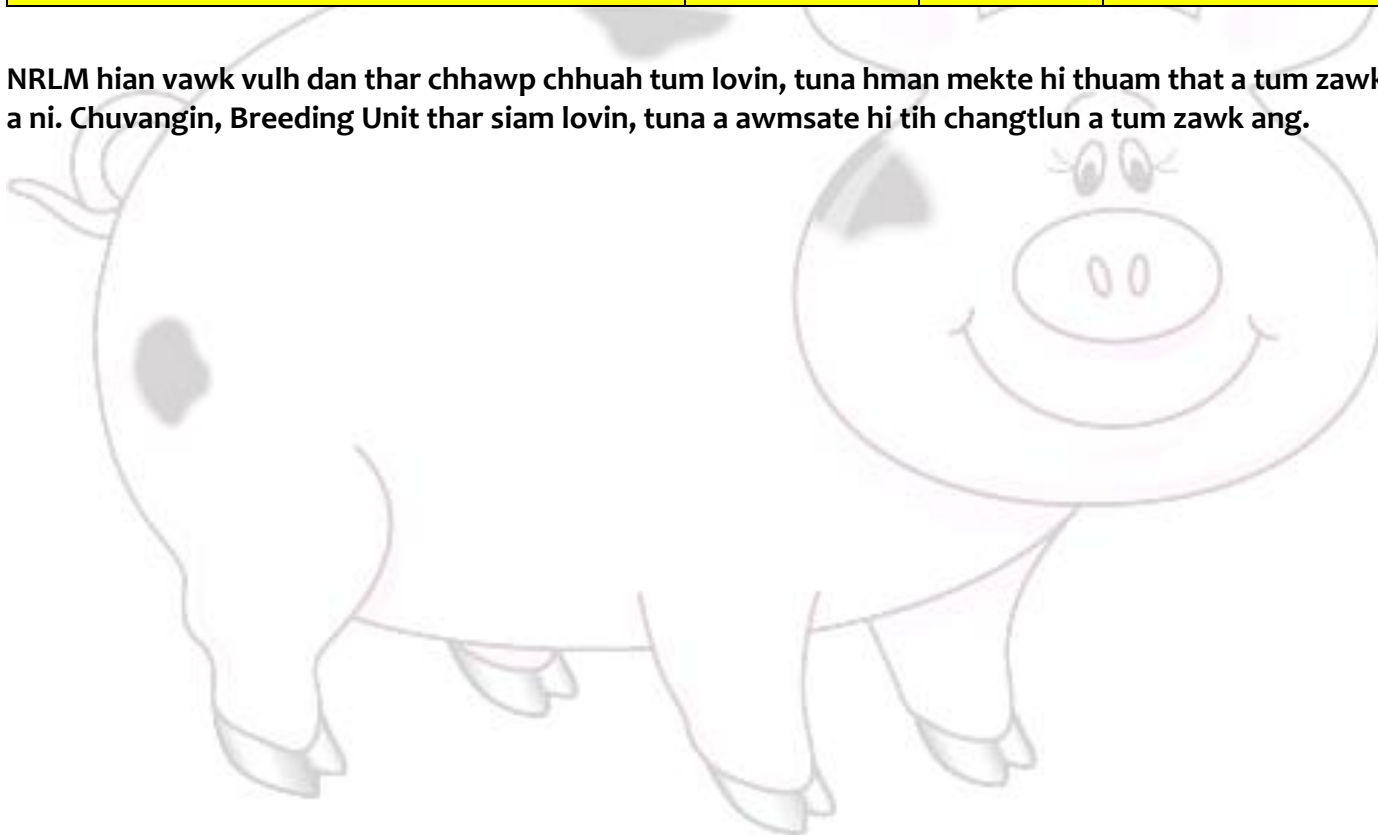 NRLM hian vawk vulh dan thar chhawp chhuah tum lovin, tuna hman mekte hi thuam that a tum zawk
a ni. Chuvangin, Breeding Unit thar siam lovin, tuna a awmsate hi tih changtlun a tum zawk ang.